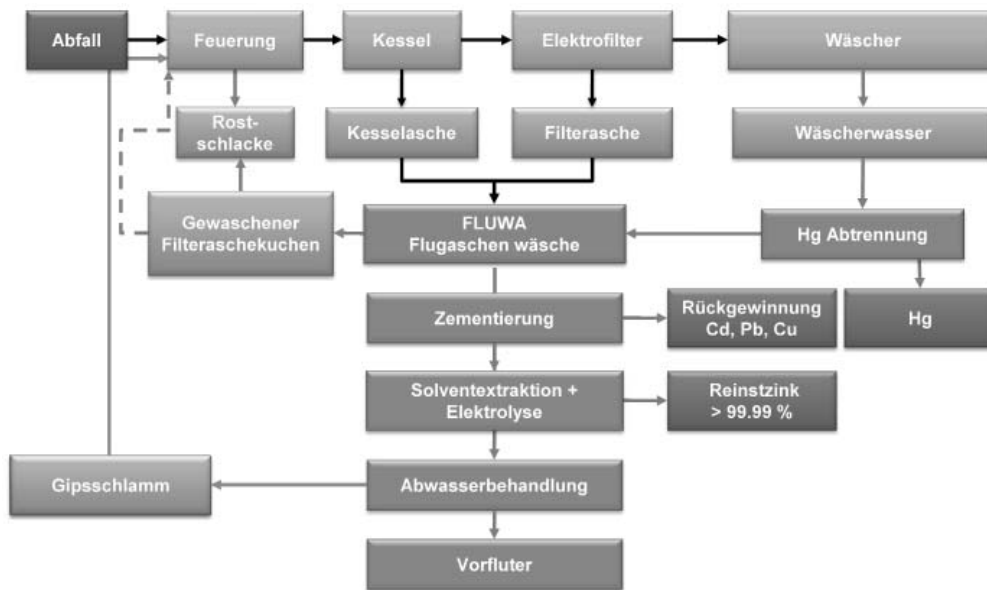 Abfall
Feuerung
Kessel
Elektrofilter
Wäscher
Rost-
schlacke
Kesselasche
Filterasche
Wäscherwasser
Gewaschener
Filteraschekuchen
FLUWA
Flugaschen wäsche
Hg Abtrennung
Zementierung
Rückgewinnung
Cd, Pb, Cu
Hg
Solventextraktion +
Elektrolyse
Reinstzink
> 99.99 %
Gipsschlamm
Abwasserbehandlung
Vorfluter